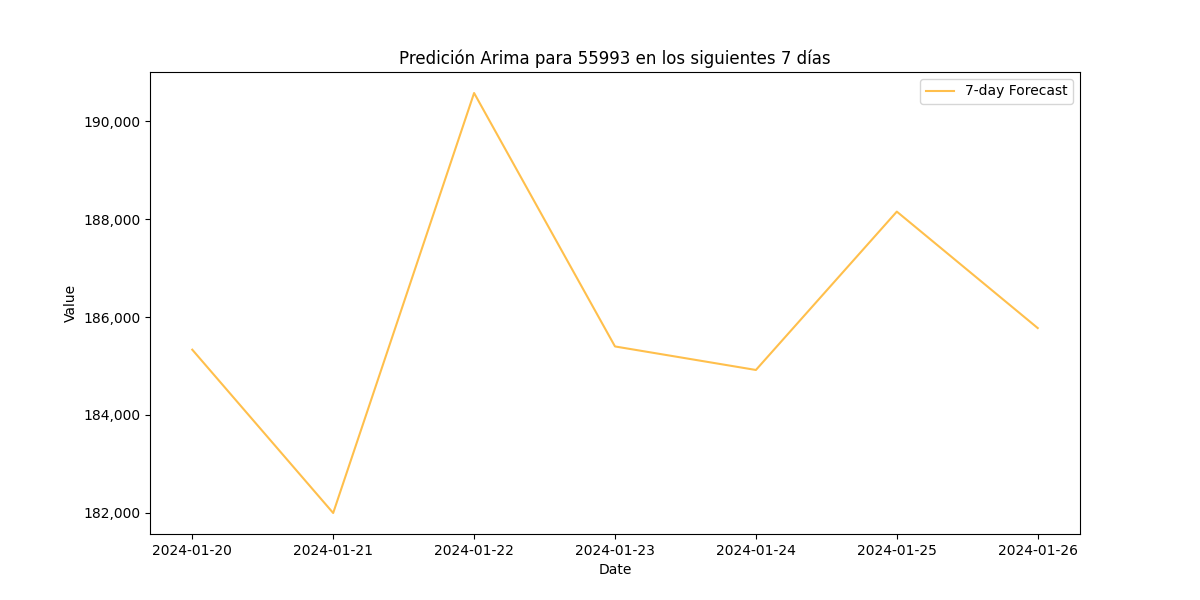 Predición Arima para 55993 en los siguientes 7 días
7-day Forecast
190,000
188,000
186,000
184,000
182,000
Value
2024-01-20 2024-01-21 2024-01-22 2024-01-23 2024-01-24 2024-01-25 2024-01-26
Date